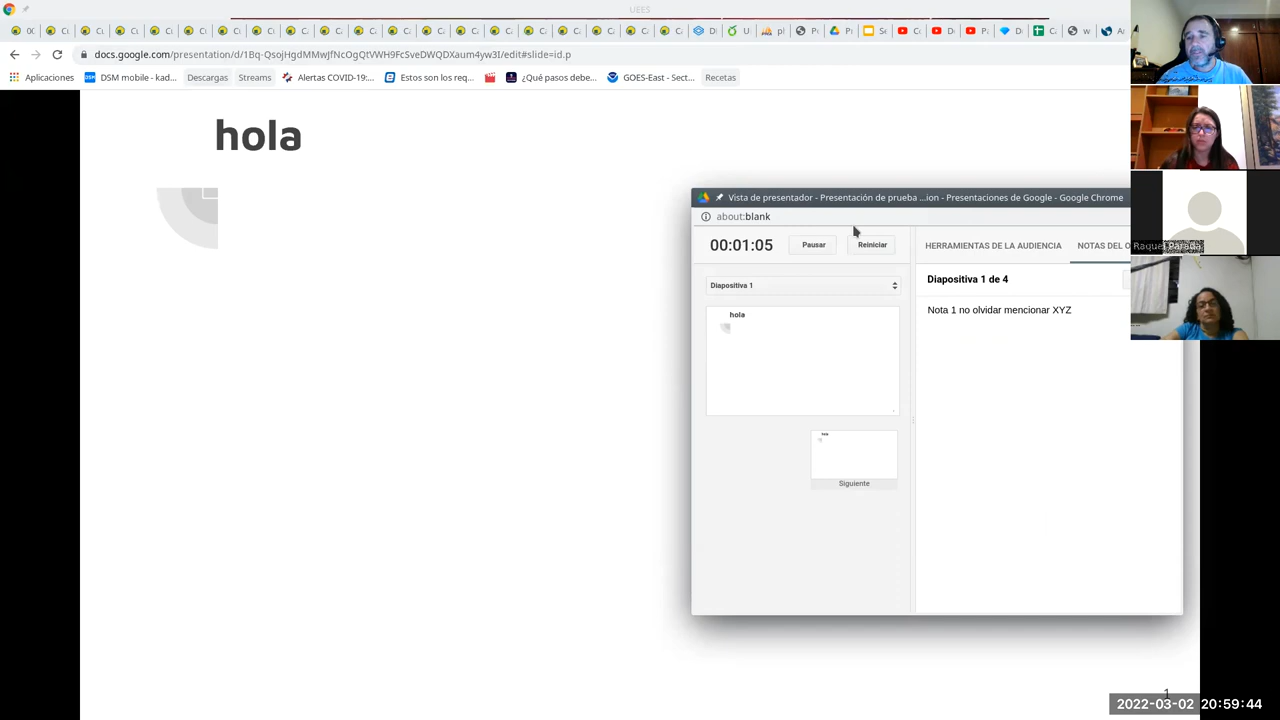 UEES
docs.google.com/presentation/d/1Bq-QsojHgdMMwJfNcOgQtVWH9FcSveDWQDXaum4yw3I/edit#slide=id.p
Aplicaciones
DSM mobile - kad...
Descargas
Streams
Alertas COVID-19:...
Estos son los req...
¿Qué pasos debe...
GOES-East - Sect...
Recetas
hola
Vista de presentador - Presentación de prueba ...ion - Presentaciones de Google - Google Chrome
about:blank
00:01:05
Pausar
Reiniciar
HERRAMIENTAS DE LA AUDIENCIA
NOTAS DEL O
Diapositiva 1
Diapositiva 1 de 4
Nota 1 no olvidar mencionar XYZ
hola
hola
Siguiente
Raquel Parada
1
2022-03-02 20:59:44